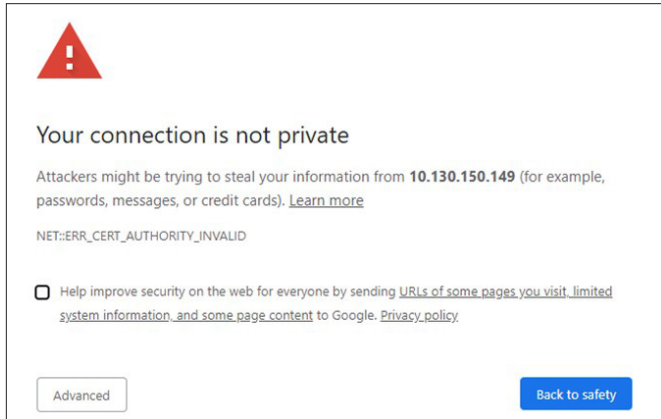 Your connection is not private
Attackers might be trying to steal your information from 10.130.150.149 (for example,
passwords, messages, or credit cards). Learn more
NET::ERR_CERT_AUTHORITY_INVALID
Help improve security on the web for everyone by sending URLs of some pages you visit, limited
system information, and some page content to Google. Privacy policy
Advanced
Back to safety